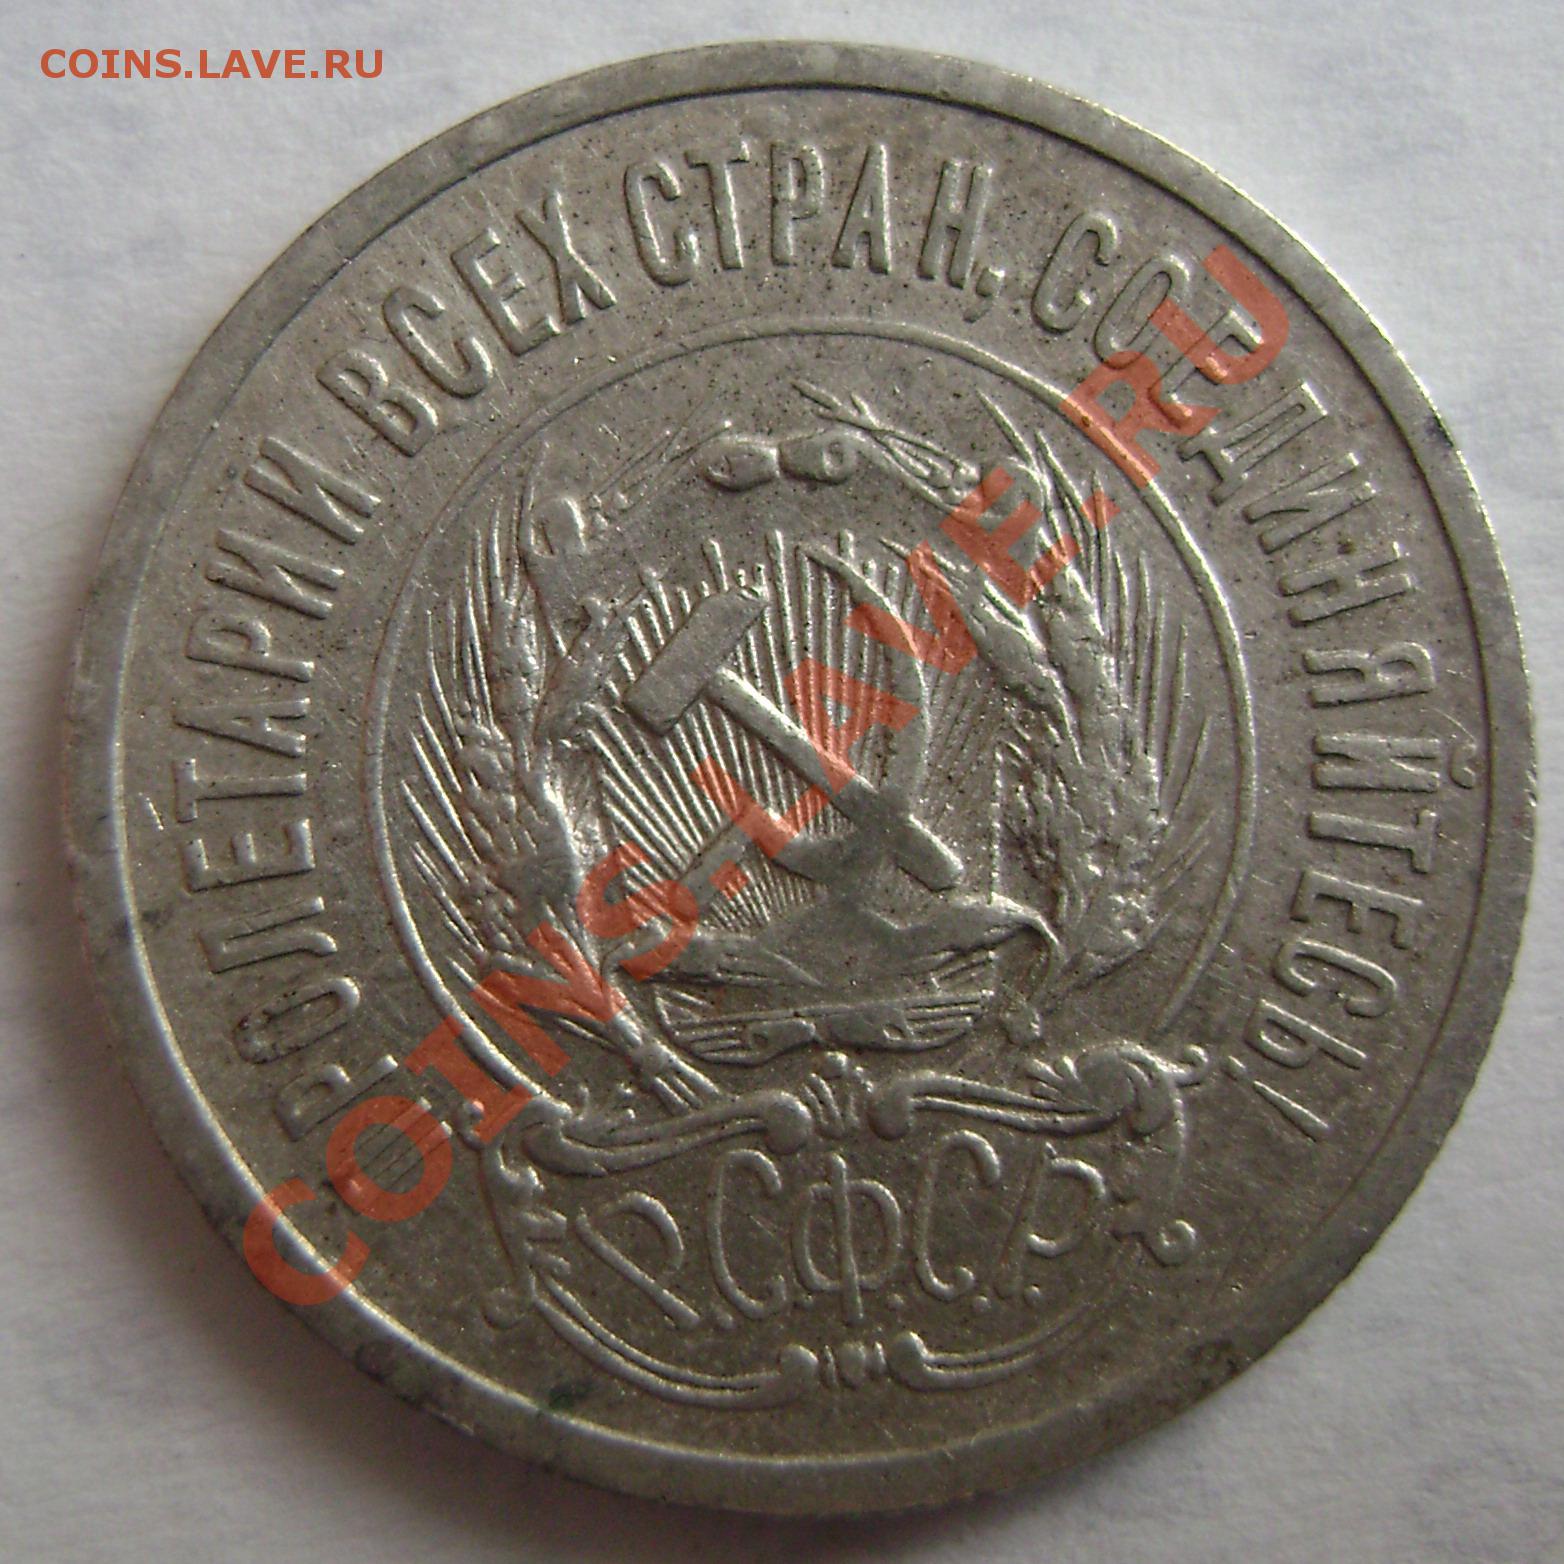 COINS.LAVE.RU
ПРОЛЕТАРИИ ВСЕХ СТРАН, СОЕДИНЯЙТЕСЬ!
Р.С.Ф.С.Р.
COINS.LAVE.RU